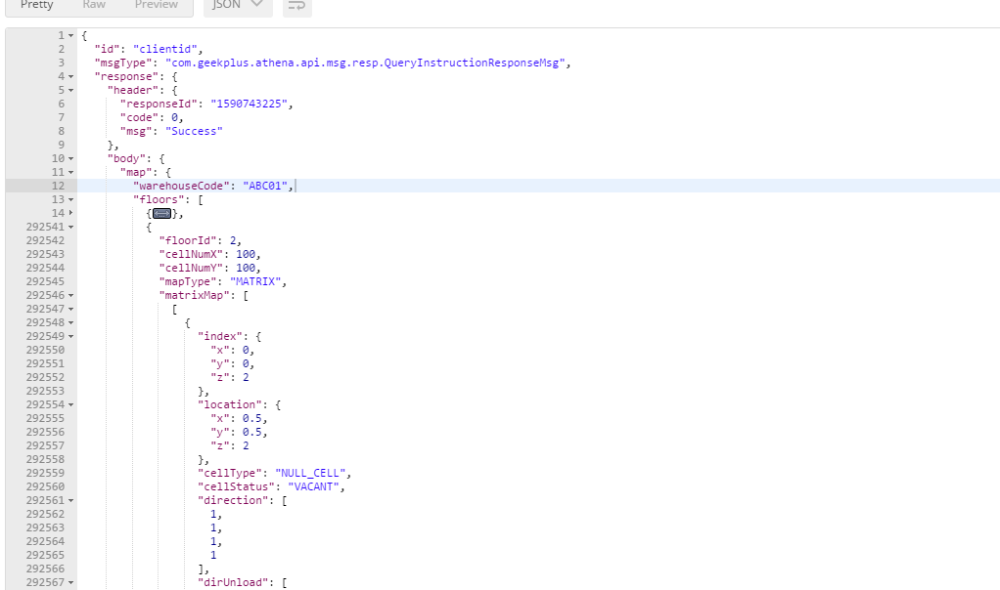 Pretty Raw Preview JSON
1 {
2 "id": "clientid",
3 "msgType": "com.geekplus.athena.api.msg.resp.QueryInstructionResponseMsg",
4 "response": {
5 "header": {
6 "responseId": "1590743225",
7 "code": 0,
8 "msg": "Success"
9 },
10 "body": {
11 "map": {
12 "warehouseCode": "ABC01",
13 "floors": [
14 {},
292541 {
292542 "floorId": 2,
292543 "cellNumX": 100,
292544 "cellNumY": 100,
292545 "mapType": "MATRIX",
292546 "matrixMap": [
292547 [
292548 {
292549 "index": {
292550 "x": 0,
292551 "y": 0,
292552 "z": 2
292553 },
292554 "location": {
292555 "x": 0.5,
292556 "y": 0.5,
292557 "z": 2
292558 },
292559 "cellType": "NULL_CELL",
292560 "cellStatus": "VACANT",
292561 "direction": [
292562 1,
292563 1,
292564 1,
292565 1
292566 ],
292567 "dirUnload": [